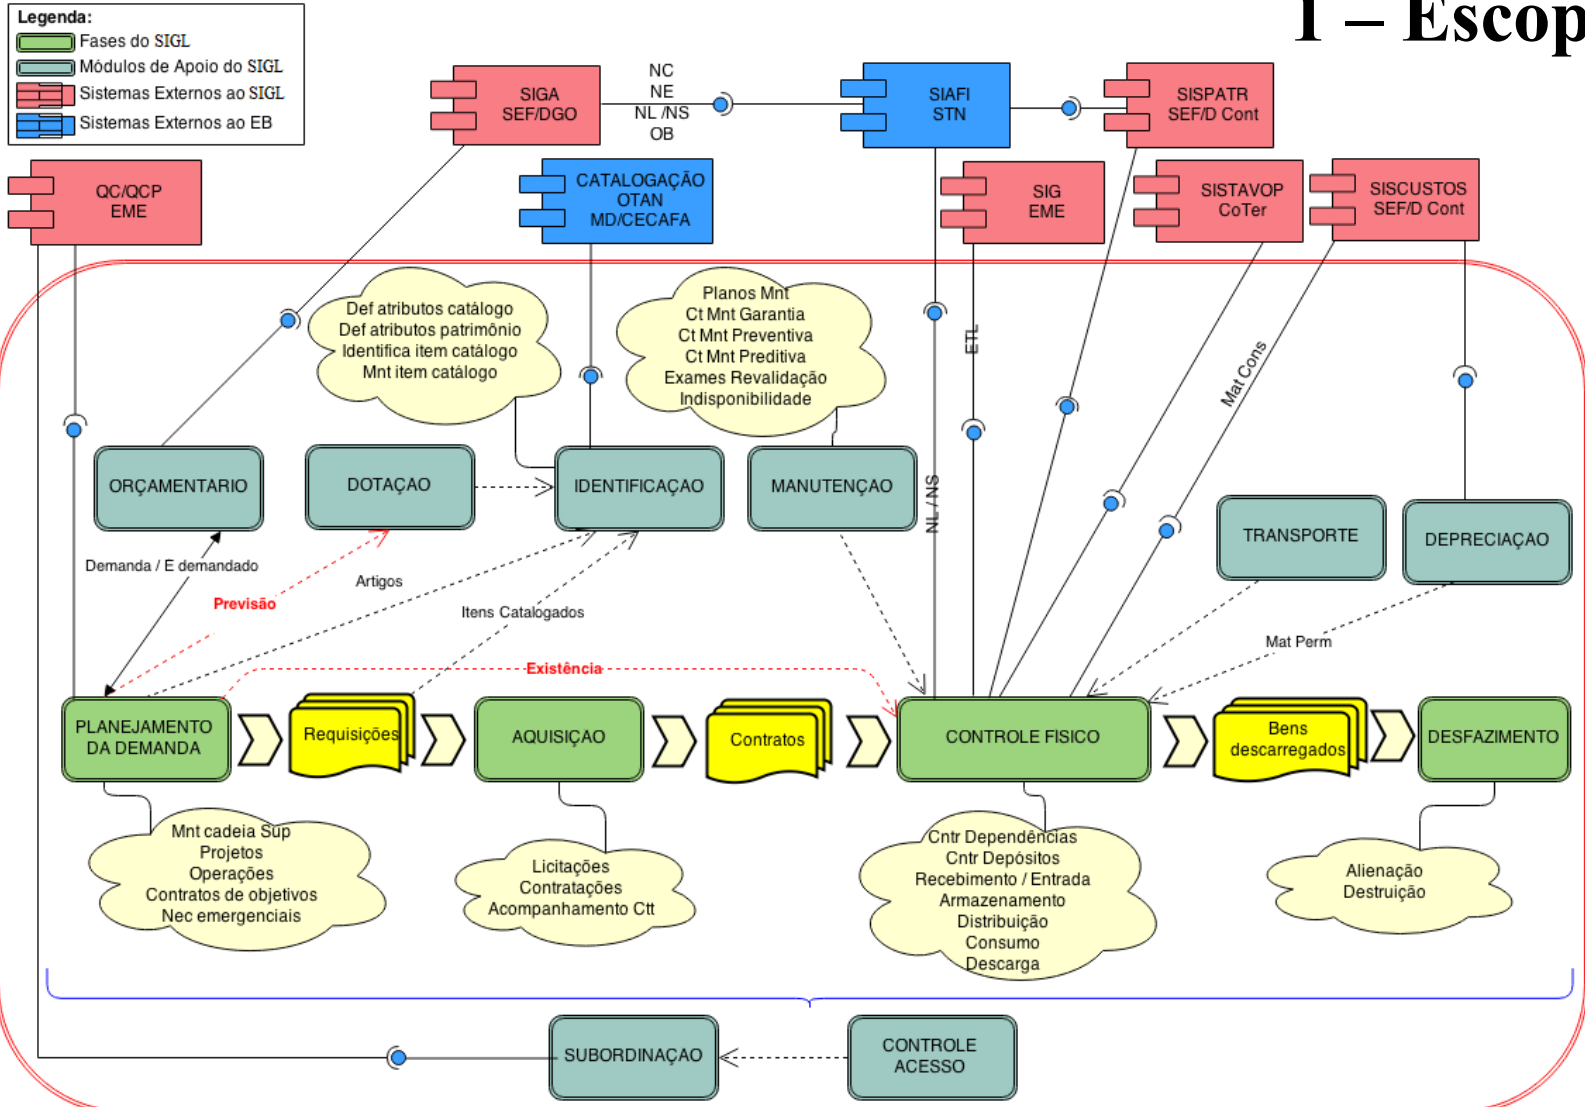 1 – Escop
Legenda:
Fases do SIGL
Módulos de Apoio do SIGL
Sistemas Externos ao SIGL
Sistemas Externos ao EB
SIGA
SEF/DGO
NC
NE
NL /NS
OB
SIAFI
STN
SISPATR
SEF/D Cont
QC/QCP
EME
CATALOGAÇÃO
OTAN
MD/CECAFA
SIG
EME
SISTAVOP
CoTer
SISCUSTOS
SEF/D Cont
Def atributos catálogo
Def atributos patrimônio
Identifica item catálogo
Mnt item catálogo
Planos Mnt
Ct Mnt Garantia
Ct Mnt Preventiva
Ct Mnt Preditiva
Exames Revalidação
Indisponibilidade
ETL
Mat Cons
NL / NS
ORÇAMENTARIO
DOTAÇAO
IDENTIFICAÇAO
MANUTENÇAO
TRANSPORTE
DEPRECIAÇAO
Demanda / E demandado
Previsão
Artigos
Itens Catalogados
Existência
Mat Perm
PLANEJAMENTO
DA DEMANDA
Requisições
AQUISIÇAO
Contratos
CONTROLE FISICO
Bens
descarregados
DESFAZIMENTO
Mnt cadeia Sup
Projetos
Operações
Contratos de objetivos
Nec emergenciais
Licitações
Contratações
Acompanhamento Ctt
Cntr Dependências
Cntr Depósitos
Recebimento / Entrada
Armazenamento
Distribuição
Consumo
Descarga
Alienação
Destruição
SUBORDINAÇAO
CONTROLE
ACESSO